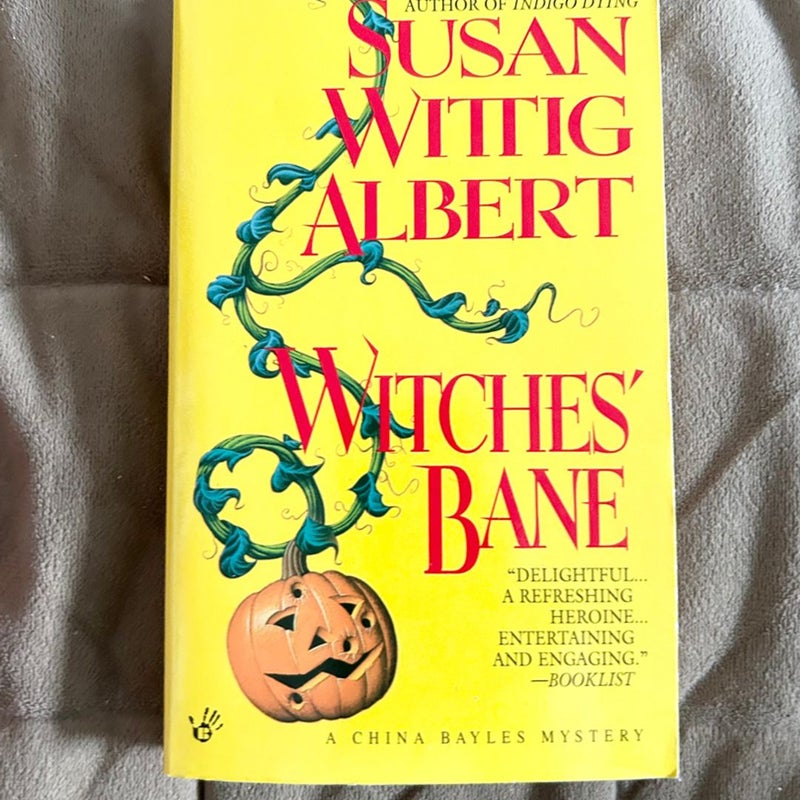 AUTHOR OF INDIGO DYING
SUSAN
WITTIG
ALBERT
WITCHES'
BANE
"DELIGHTFUL...
A REFRESHING
HEROINE...
ENTERTAINING
AND ENGAGING."
—BOOKLIST
A CHINA BAYLES MYSTERY